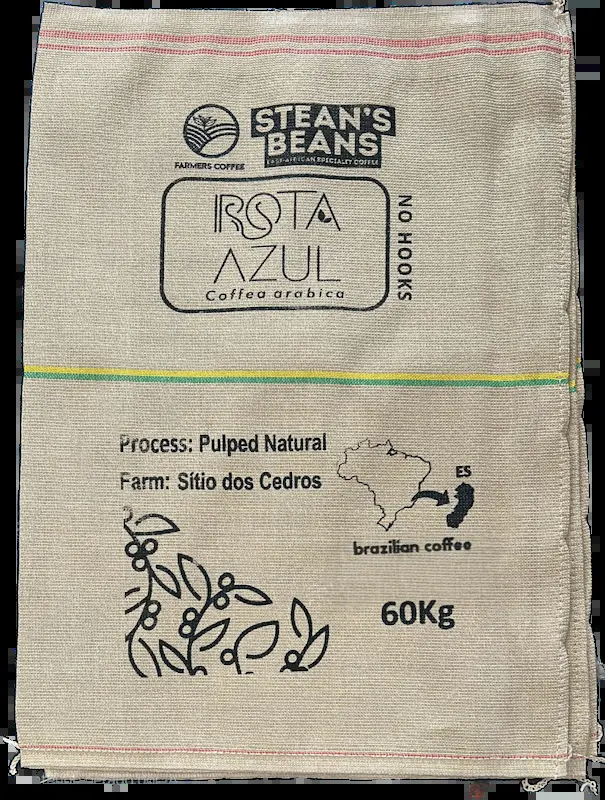 STEAN'S
BEANS
EAST-AFRICAN SPECIALTY COFFEE
FARMERS COFFEE
ROTA
AZUL
Coffea arabica
NO HOOKS
Process: Pulped Natural
Farm: Sítio dos Cedros
ES
brazilian coffee
60Kg